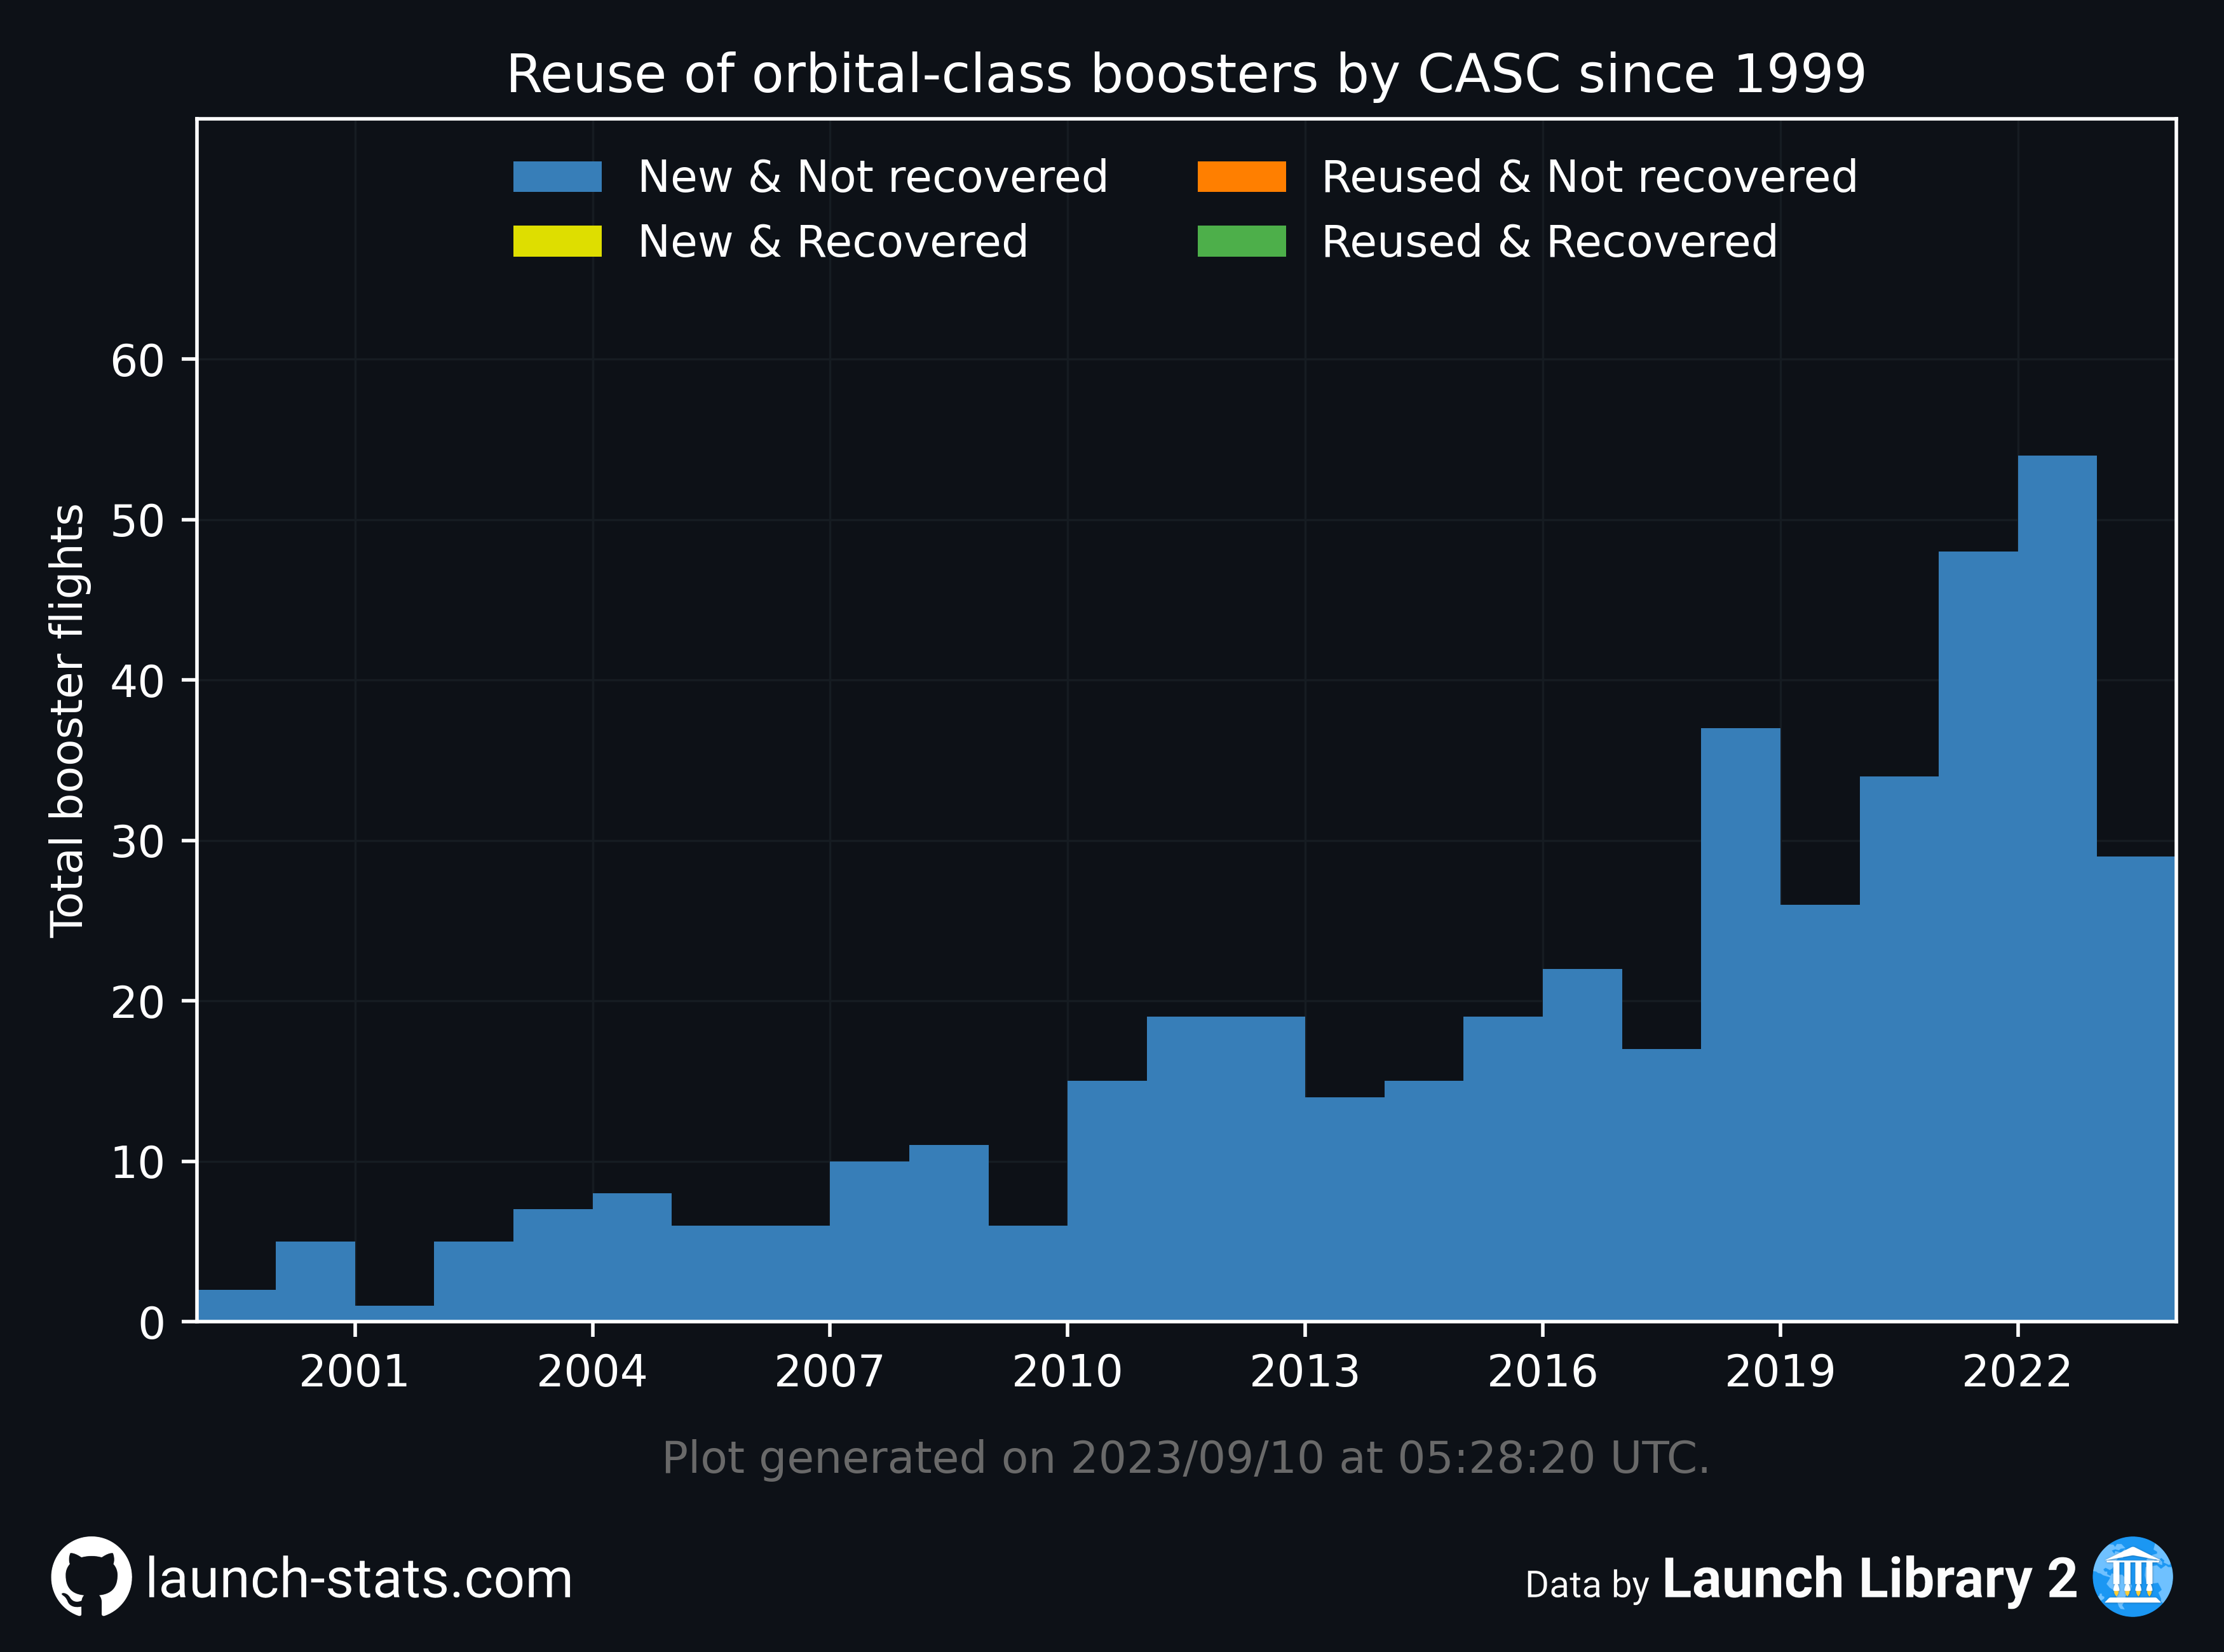 Reuse of orbital-class boosters by CASC since 1999
New & Not recovered
New & Recovered
Reused & Not recovered
Reused & Recovered
Total booster flights
60
50
40
30
20
10
0
2001 2004 2007 2010 2013 2016 2019 2022
Plot generated on 2023/09/10 at 05:28:20 UTC.
launch-stats.com
Data by Launch Library 2